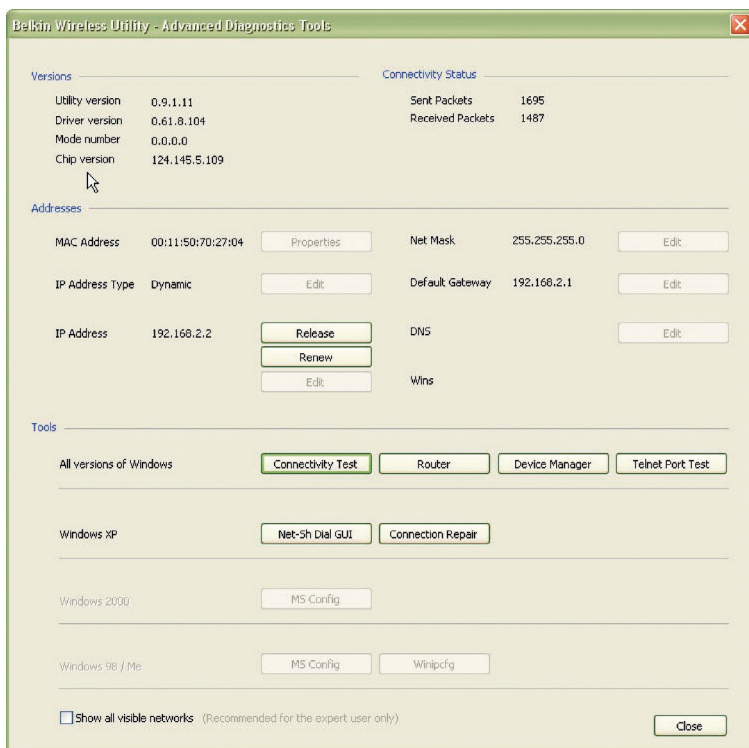 Belkin Wireless Utility - Advanced Diagnostics Tools
Versions
Utility version 0.9.1.11
Driver version 0.61.8.104
Mode number 0.0.0.0
Chip version 124.145.5.109
Connectivity Status
Sent Packets 1695
Received Packets 1487
Addresses
MAC Address 00:11:50:70:27:04 Properties
Net Mask 255.255.255.0 Edit
IP Address Type Dynamic Edit
Default Gateway 192.168.2.1 Edit
IP Address 192.168.2.2 Release
Renew
Edit
DNS Edit
Wins
Tools
All versions of Windows Connectivity Test Router Device Manager Telnet Port Test
Windows XP Net-Sh Dial GUI Connection Repair
Windows 2000 MS Config
Windows 98 / Me MS Config Winipcfg
Show all visible networks (Recommended for the expert user only)
Close